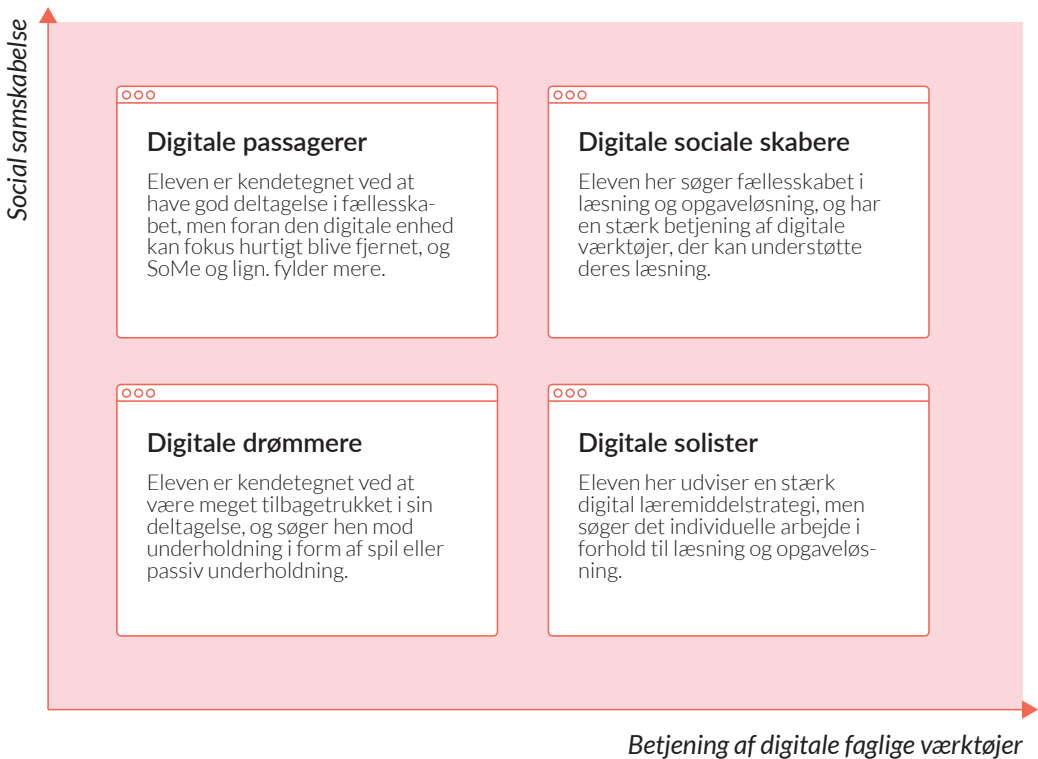 Social samskabelse
Digitale passagerer
Eleven er kendetegnet ved at
have god deltagelse i fællesska-
bet, men foran den digitale enhed
kan fokus hurtigt blive fjernet, og
SoMe og lign. fylder mere.
Digitale sociale skabere
Eleven her søger fællesskabet i
læsning og opgaveløsning, og har
en stærk betjening af digitale
værktøjer, der kan understøtte
deres læsning.
Digitale drømmere
Eleven er kendetegnet ved at
være meget tilbagetrukket i sin
deltagelse, og søger hen mod
underholdning i form af spil eller
passiv underholdning.
Digitale solister
Eleven her udviser en stærk
digital læremiddelstrategi, men
søger det individuelle arbejde i
forhold til læsning og opgaveløs-
ning.
Betjening af digitale faglige værktøjer